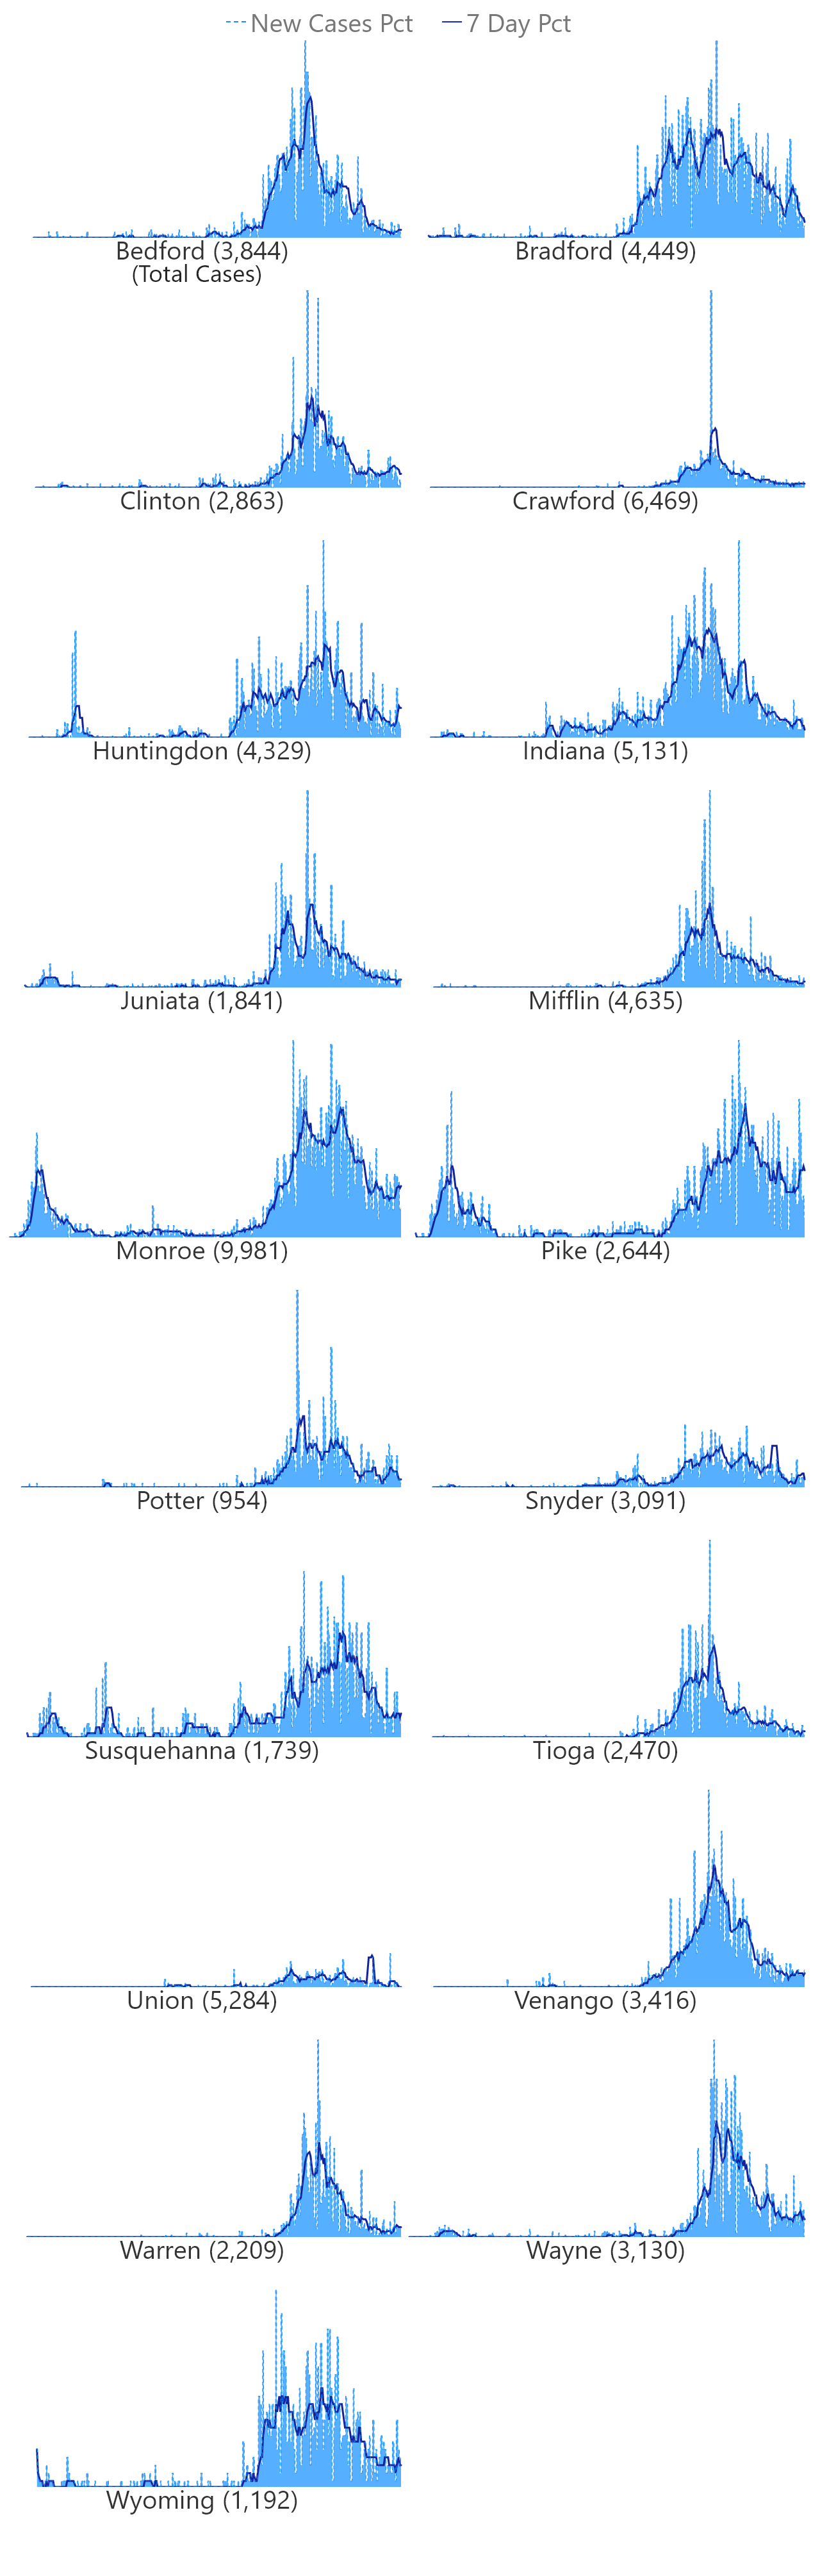 New Cases Pct 7 Day Pct
Bedford (3,844) Bradford (4,449)
(Total Cases)
Clinton (2,863) Crawford (6,469)
Huntingdon (4,329) Indiana (5,131)
Juniata (1,841) Mifflin (4,635)
Monroe (9,981) Pike (2,644)
Potter (954) Snyder (3,091)
Susquehanna (1,739) Tioga (2,470)
Union (5,284) Venango (3,416)
Warren (2,209) Wayne (3,130)
Wyoming (1,192)